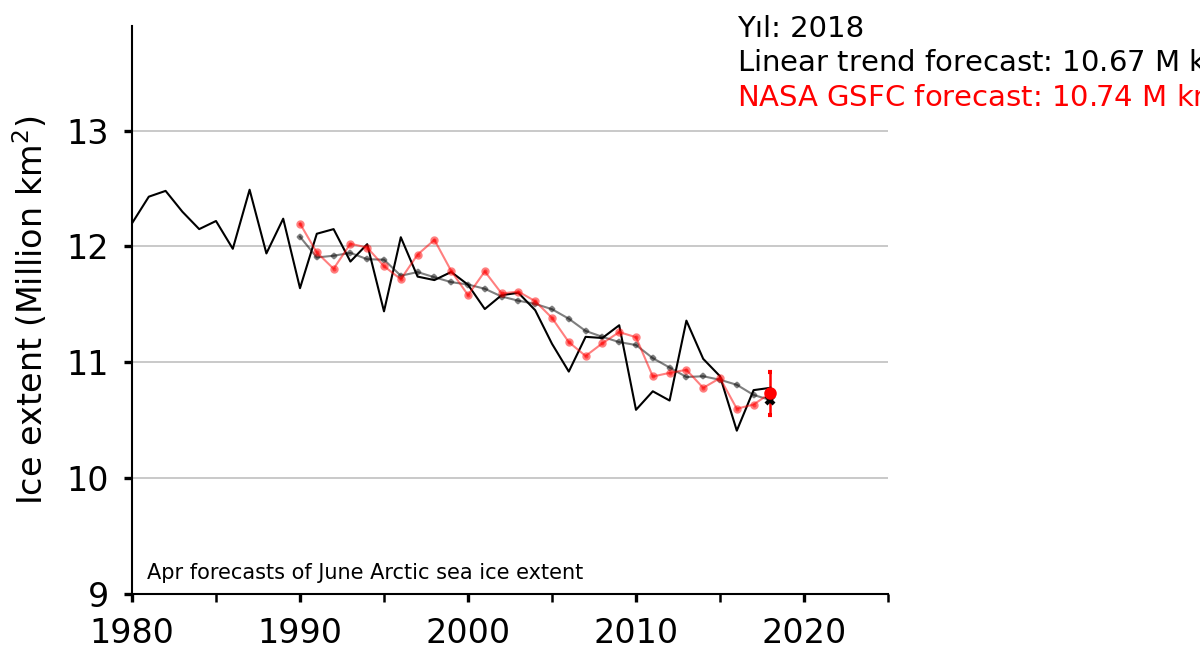 Yıl: 2018
Linear trend forecast: 10.67 M k
NASA GSFC forecast: 10.74 M kr
Ice extent (Million km²)
13
12
11
10
9
Apr forecasts of June Arctic sea ice extent
1980 1990 2000 2010 2020